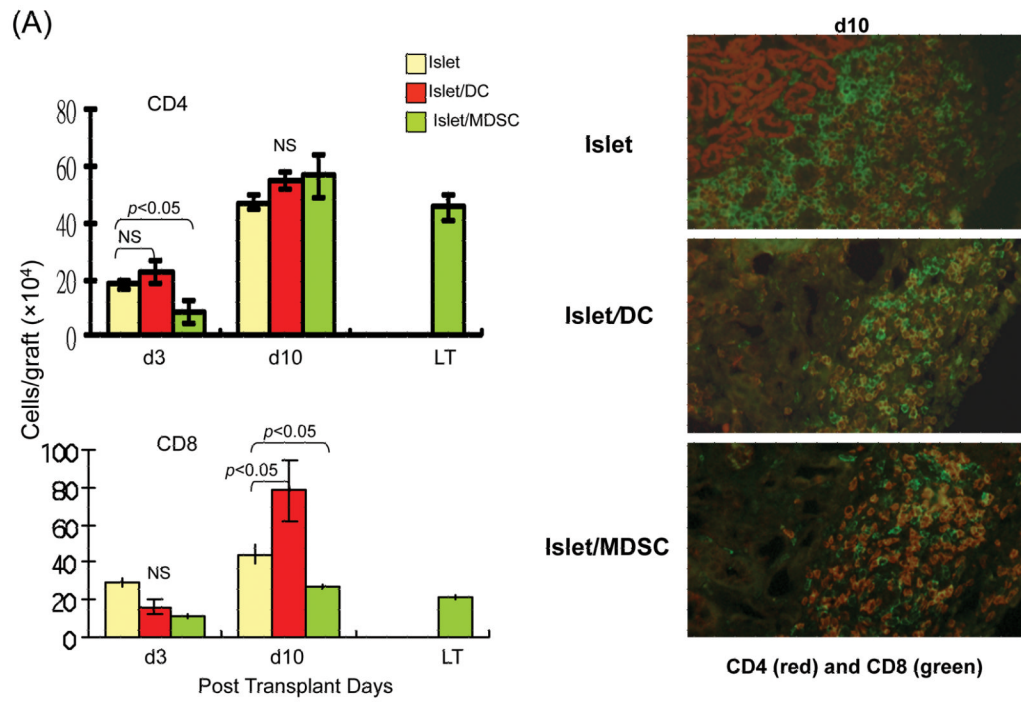 (A)
Islet
Islet/DC
Islet/MDSC
CD4
80
60
40
20
0
NS
p<0.05
NS
d3
d10
LT
Cells/graft (×10⁴)
CD8
100
80
60
40
20
0
NS
p<0.05
p<0.05
d3
d10
LT
Post Transplant Days
d10
Islet
Islet/DC
Islet/MDSC
CD4 (red) and CD8 (green)